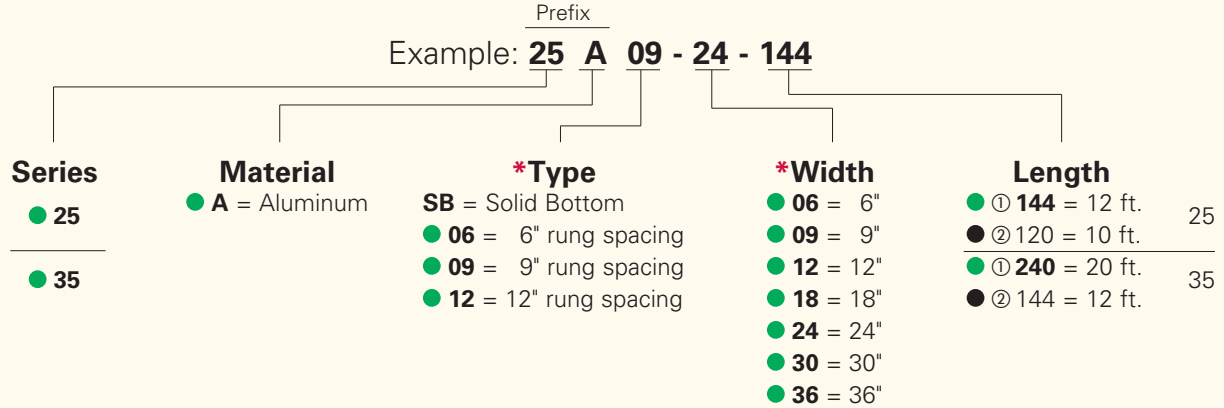 Prefix
Example: 25 A 09 - 24 - 144
Series
25
35
Material
A = Aluminum
*Type
SB = Solid Bottom
06 = 6" rung spacing
09 = 9" rung spacing
12 = 12" rung spacing
*Width
06 = 6"
09 = 9"
12 = 12"
18 = 18"
24 = 24"
30 = 30"
36 = 36"
Length
① 144 = 12 ft.
② 120 = 10 ft.
25
① 240 = 20 ft.
② 144 = 12 ft.
35